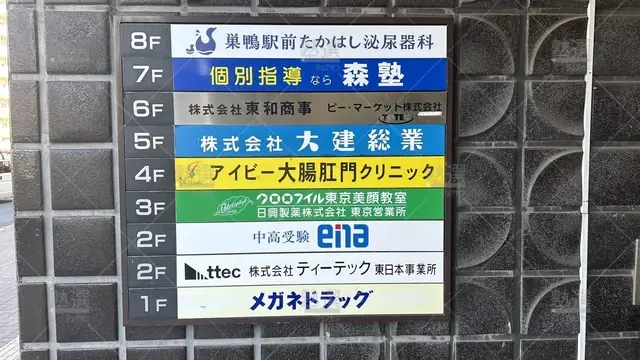 8F 巣鴨駅前たかはし泌尿器科
7F 個別指導 なら 森塾
6F 株式会社 東和商事 ビー・マーケット株式会社
5F 株式会社 大建総業
4F アイビー大腸肛門クリニック
3F クロロフイル東京美顔教室
日興製薬株式会社 東京営業所
2F 中高受験 ena
2F ttec 株式会社 ティーテック 東日本事業所
1F メガネドラッグ